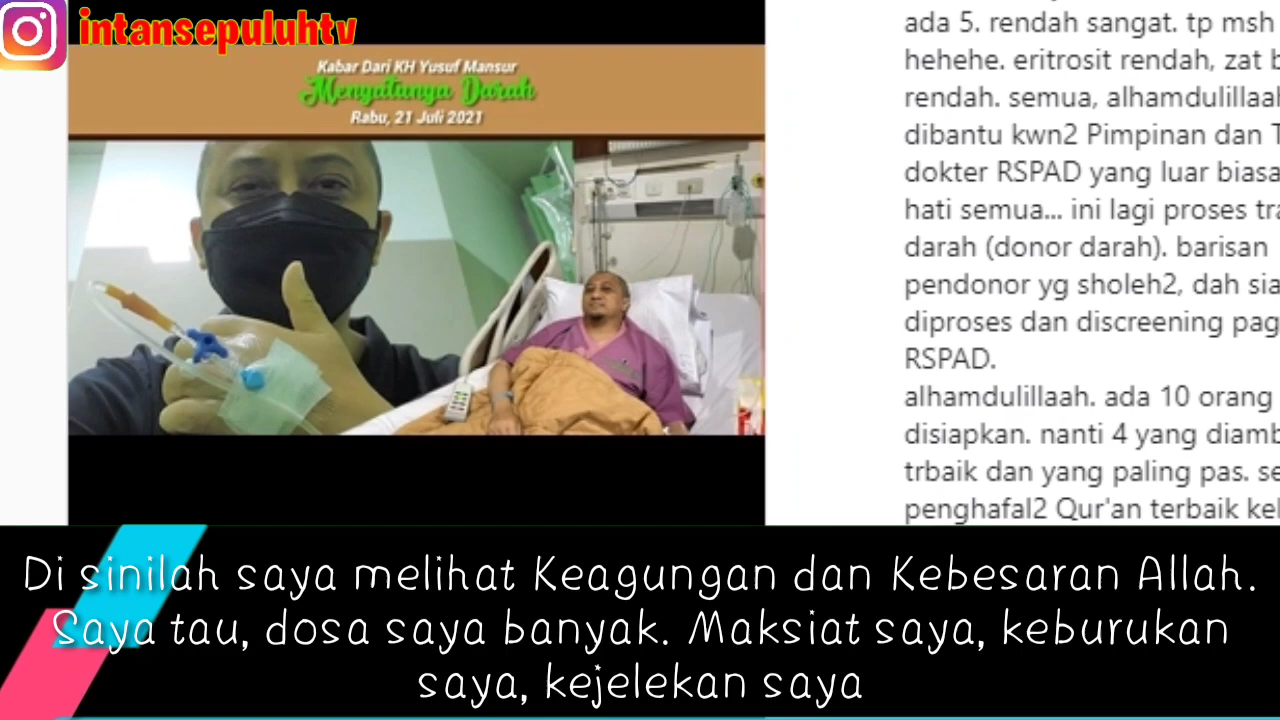 intansepuluhtv
Kabar Dari KH Yusuf Mansur
Menyatunya Darah
Rabu, 21 Juli 2021
ada 5. rendah sangat. tp msh
hehehe. eritrosit rendah, zat b
rendah. semua, alhamdulillaah
dibantu kwn2 Pimpinan dan T
dokter RSPAD yang luar biasa
hati semua... ini lagi proses tra
darah (donor darah). barisan
pendonor yg sholeh2, dah sia
diproses dan discreening pag
RSPAD.
alhamdulillaah. ada 10 orang
disiapkan. nanti 4 yang diamb
trbaik dan yang paling pas. se
penghafal2 Qur'an terbaik kel
Di sinilah saya melihat Keagungan dan Kebesaran Allah.
Saya tau, dosa saya banyak. Maksiat saya, keburukan
saya, kejelekan saya